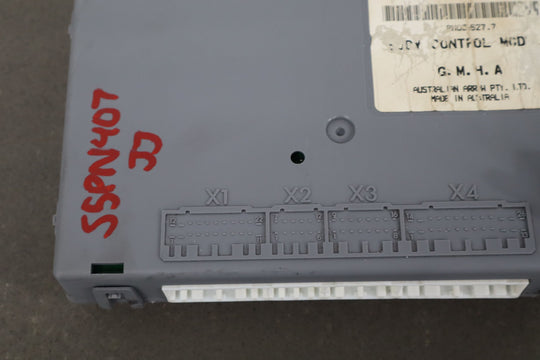 BODY CONTROL MOD
G. M. H. A
AUSTRALIAN ARROW PTY. LTD.
MADE IN AUSTRALIA
SSPN407
JJ
X1 X2 X3 X4